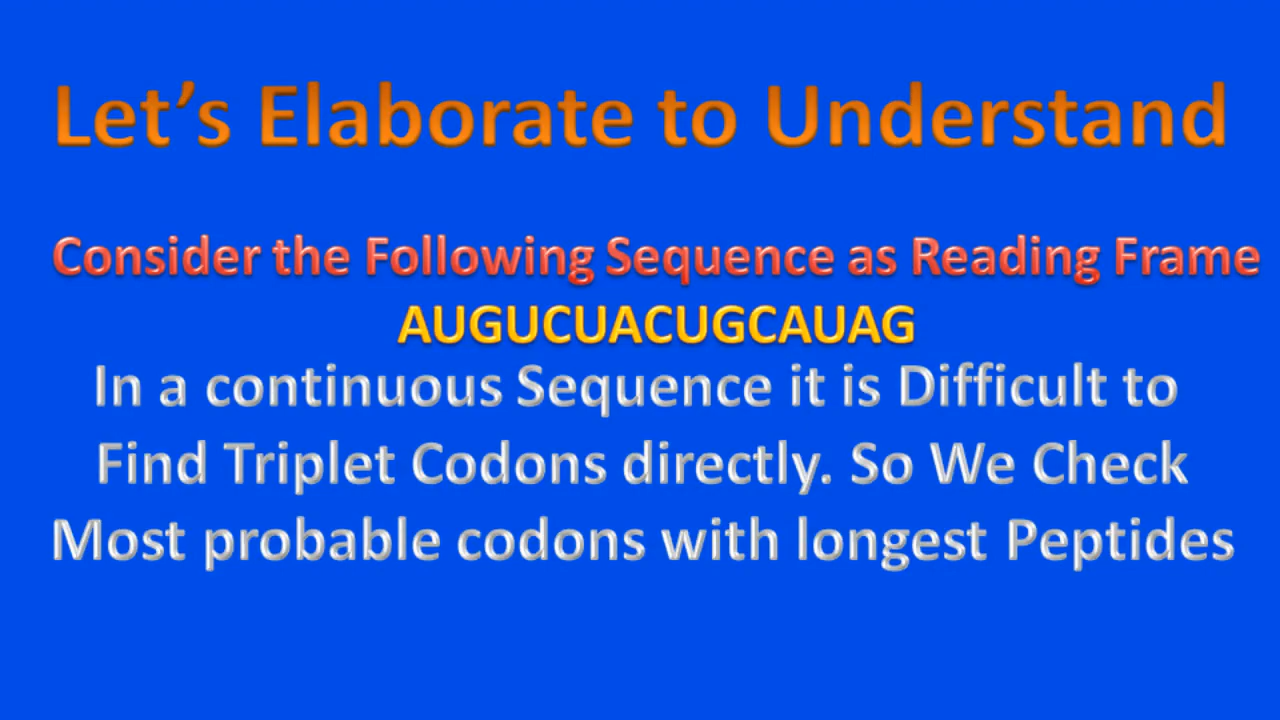 Let’s Elaborate to Understand
Consider the Following Sequence as Reading Frame
AUGUCUACUGCAUAG
In a continuous Sequence it is Difficult to
Find Triplet Codons directly. So We Check
Most probable codons with longest Peptides